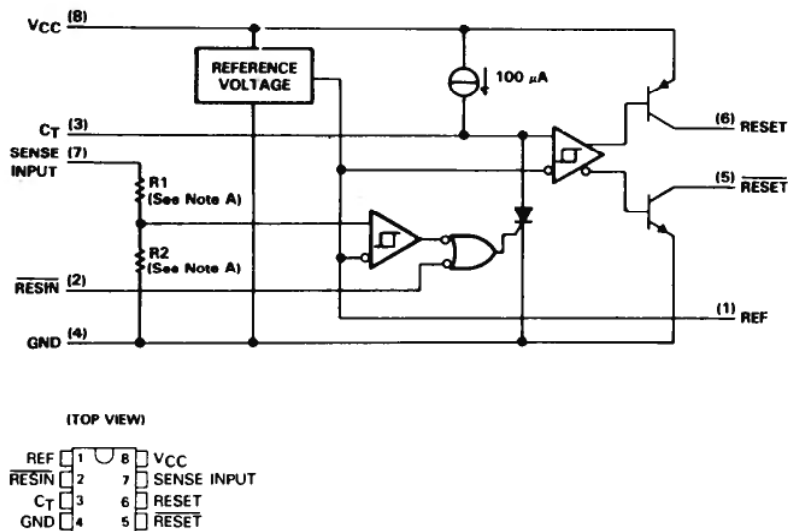 VCC (8)
REFERENCE
VOLTAGE
100 μA
CT (3)
(6) RESET
SENSE (7)
INPUT
(5) RESET
R1
(See Note A)
R2
(See Note A)
RESIN (2)
(1) REF
GND (4)
(TOP VIEW)
REF 1 8 VCC
RESIN 2 7 SENSE INPUT
CT 3 6 RESET
GND 4 5 RESET